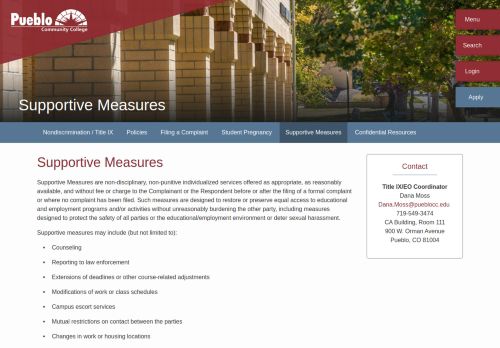 Pueblo
Community College
Menu
Search
Login
Apply
Supportive Measures
Nondiscrimination / Title IX
Policies
Filing a Complaint
Student Pregnancy
Supportive Measures
Confidential Resources
Supportive Measures
Supportive Measures are non-disciplinary, non-punitive individualized services offered as appropriate, as reasonably
available, and without fee or charge to the Complainant or the Respondent before or after the filing of a formal complaint
or where no complaint has been filed. Such measures are designed to restore or preserve equal access to educational
and employment programs and/or activities without unreasonably burdening the other party, including measures
designed to protect the safety of all parties or the educational/employment environment or deter sexual harassment.
Supportive measures may include (but not limited to):
Counseling
Reporting to law enforcement
Extensions of deadlines or other course-related adjustments
Modifications of work or class schedules
Campus escort services
Mutual restrictions on contact between the parties
Changes in work or housing locations
Contact
Title IX/EO Coordinator
Dana Moss
Dana.Moss@pueblocc.edu
719-549-3474
CA Building, Room 111
900 W. Orman Avenue
Pueblo, CO 81004